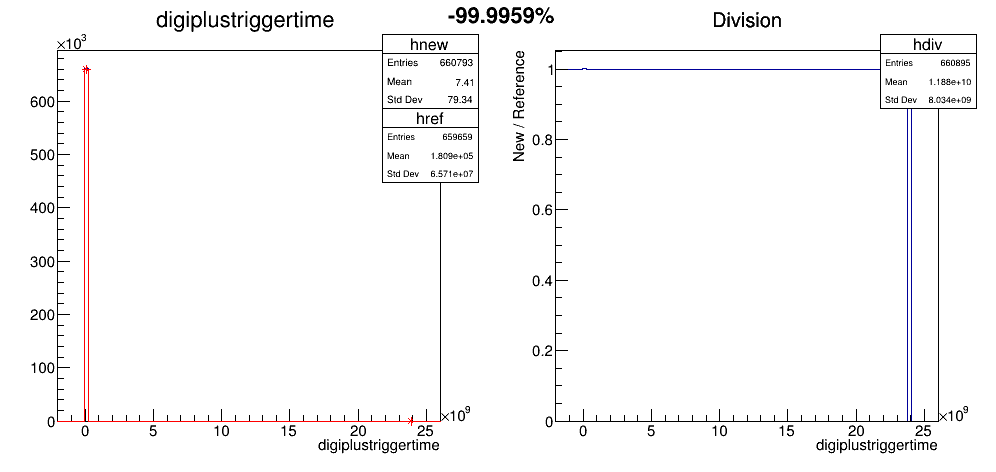 digiplustriggertime
-99.9959%
Division
×10³
hnew
Entries 660793
Mean 7.41
Std Dev 79.34
href
Entries 659659
Mean 1.809e+05
Std Dev 6.571e+07
600
500
400
300
200
100
0
0 5 10 15 20 25
×10⁹
digiplustriggertime
hdiv
Entries 660895
Mean 1.188e+10
Std Dev 8.034e+09
New / Reference
1
0.8
0.6
0.4
0.2
0
0 5 10 15 20 25
×10⁹
digiplustriggertime